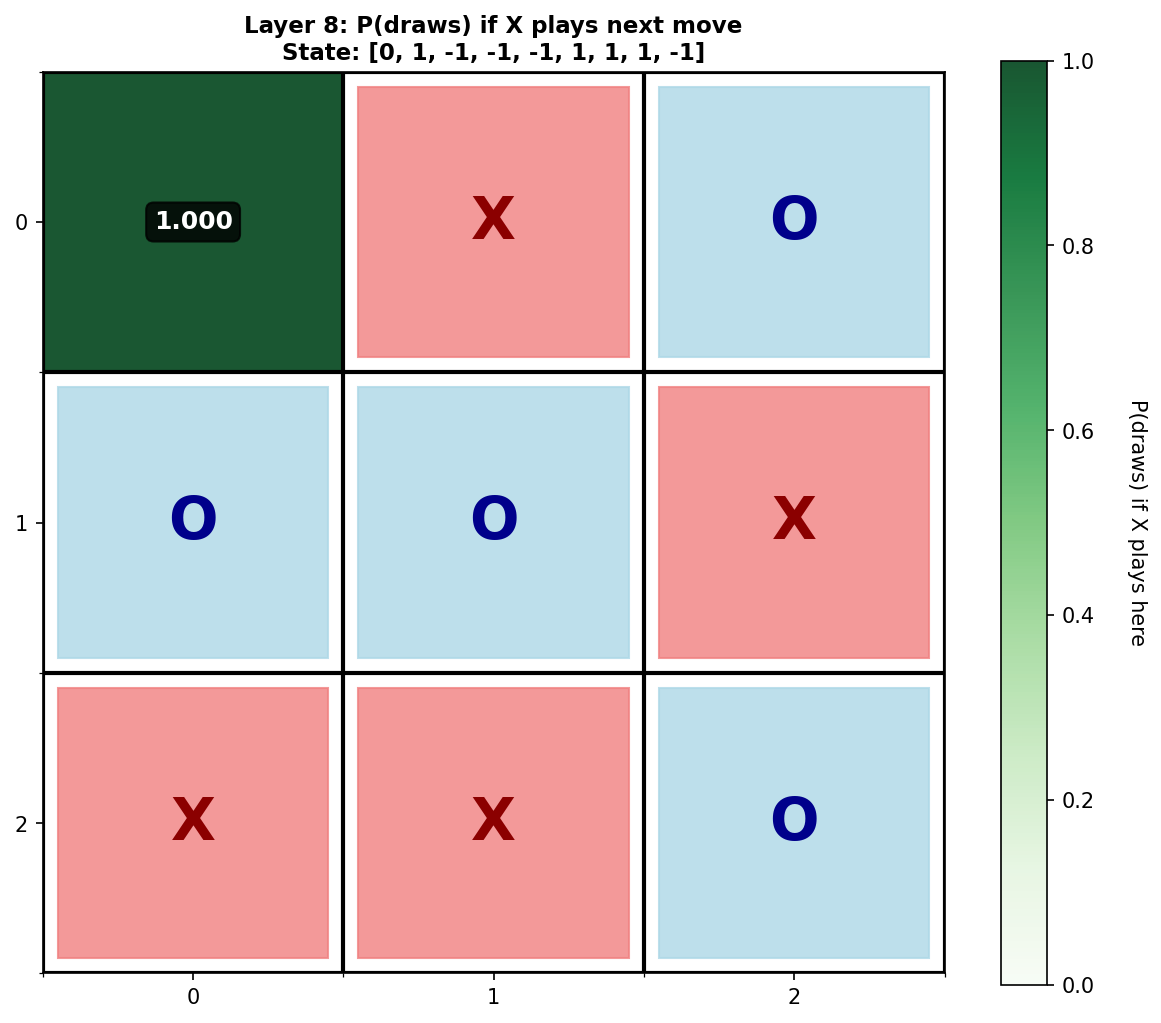 Layer 8: P(draws) if X plays next move
State: [0, 1, -1, -1, -1, 1, 1, 1, -1]
0
1.000
X
O
1
O
O
X
2
X
X
O
0
1
2
1.0
0.8
0.6
0.4
0.2
0.0
P(draws) if X plays here